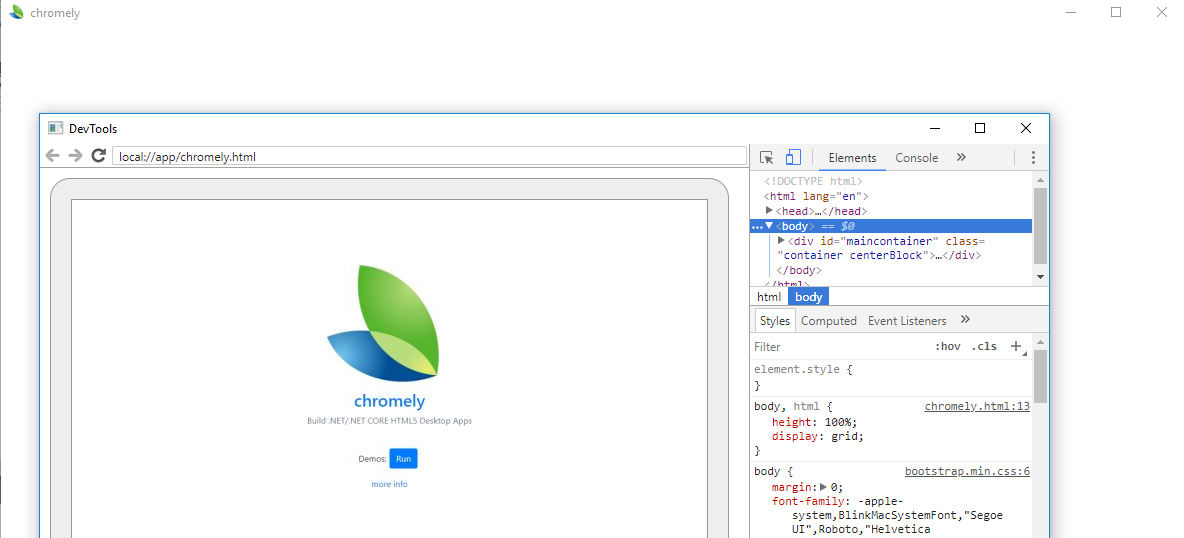 chromely
DevTools
local://app/chromely.html
Elements Console »
<!DOCTYPE html>
<html lang="en">
<head>…</head>
<body> == $0
<div id="maincontainer" class=
"container centerBlock">…</div>
</body>
</html>
html body
Styles Computed Event Listeners »
Filter :hov .cls +
element.style {
}
body, html { chromely.html:13
height: 100%;
display: grid;
}
body { bootstrap.min.css:6
margin: 0;
font-family: -apple-
system,BlinkMacSystemFont,"Segoe
UI",Roboto,"Helvetica
chromely
Build .NET/.NET CORE HTML5 Desktop Apps
Demos: Run
more info